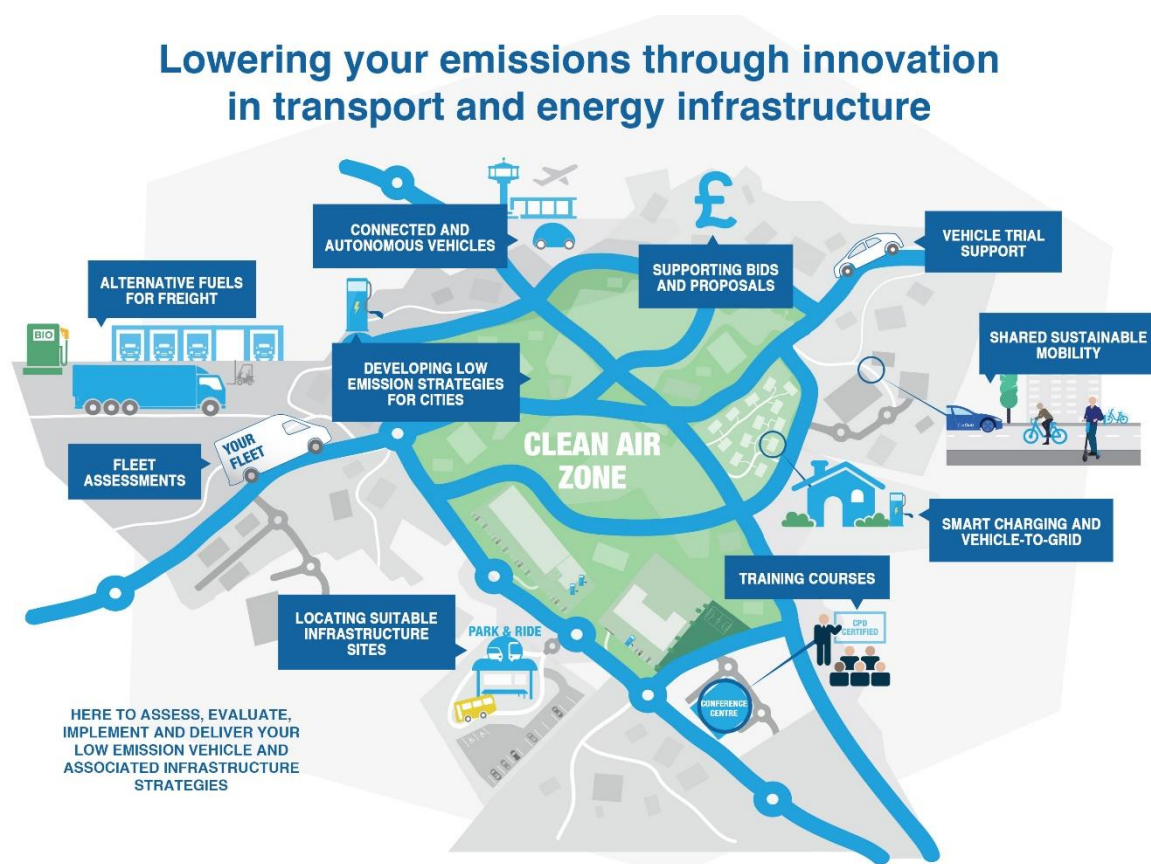 Lowering your emissions through innovation
in transport and energy infrastructure
CONNECTED AND
AUTONOMOUS VEHICLES
SUPPORTING BIDS
AND PROPOSALS
£
VEHICLE TRIAL
SUPPORT
ALTERNATIVE FUELS
FOR FREIGHT
BIO
DEVELOPING LOW
EMISSION STRATEGIES
FOR CITIES
SHARED SUSTAINABLE
MOBILITY
YOUR
FLEET
FLEET
ASSESSMENTS
CLEAN AIR
ZONE
SMART CHARGING AND
VEHICLE-TO-GRID
TRAINING COURSES
CPD
CERTIFIED
LOCATING SUITABLE
INFRASTRUCTURE
SITES
PARK & RIDE
CONFERENCE
CENTRE
HERE TO ASSESS, EVALUATE,
IMPLEMENT AND DELIVER YOUR
LOW EMISSION VEHICLE AND
ASSOCIATED INFRASTRUCTURE
STRATEGIES